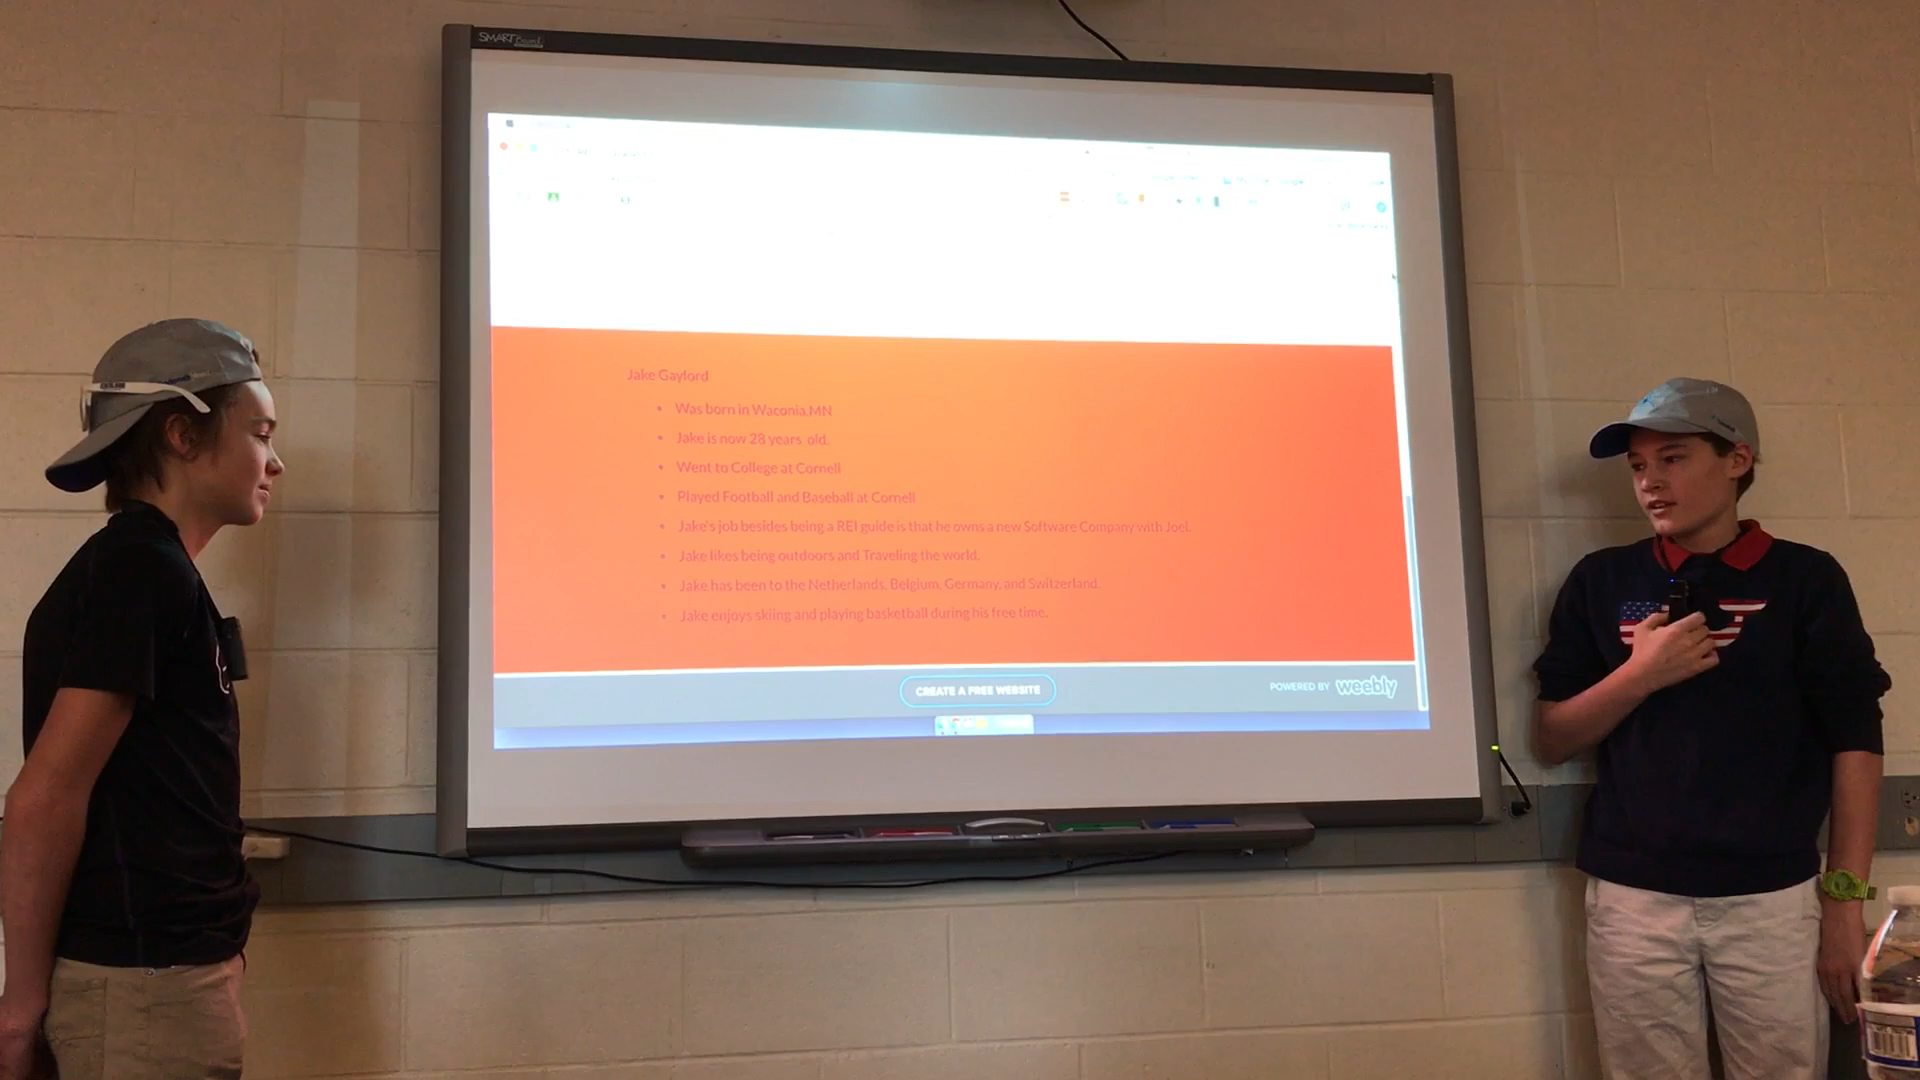 SMART Board
Jake Gaylord
• Was born in Waconia,MN
• Jake is now 28 years old.
• Went to College at Cornell
• Played Football and Baseball at Cornell
• Jake's job besides being a REI guide is that he owns a new Software Company with Joel.
• Jake likes being outdoors and Traveling the world.
• Jake has been to the Netherlands, Belgium, Germany, and Switzerland.
• Jake enjoys skiing and playing basketball during his free time.
CREATE A FREE WEBSITE
POWERED BY weebly